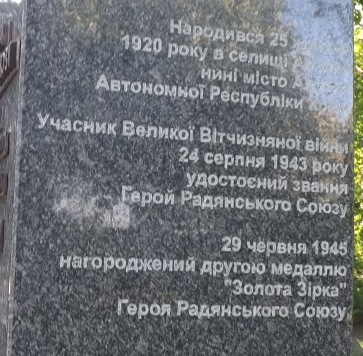 Народився 25
1920 року в селищі
нині місто
Автономної Республіки
Учасник Великої Вітчизняної війни
24 серпня 1943 року
удостоєний звання
Герой Радянського Союзу
29 червня 1945
нагороджений другою медаллю
"Золота Зірка"
Героя Радянського Союзу